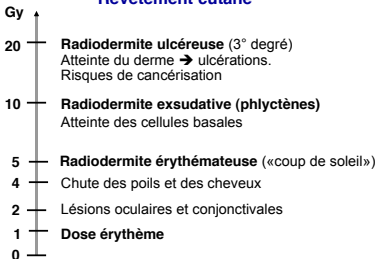 Revêtement cutané
Gy
20 Radiodermite ulcéreuse (3° degré)
Atteinte du derme ➔ ulcérations.
Risques de cancérisation
10 Radiodermite exsudative (phlyctènes)
Atteinte des cellules basales
5 Radiodermite érythémateuse («coup de soleil»)
4 Chute des poils et des cheveux
2 Lésions oculaires et conjonctivales
1 Dose érythème
0